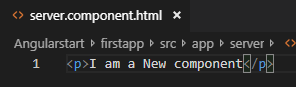 <> server.component.html ×
Angularstart > firstapp > src > app > server > <>
1 <p>I am a New component</p>